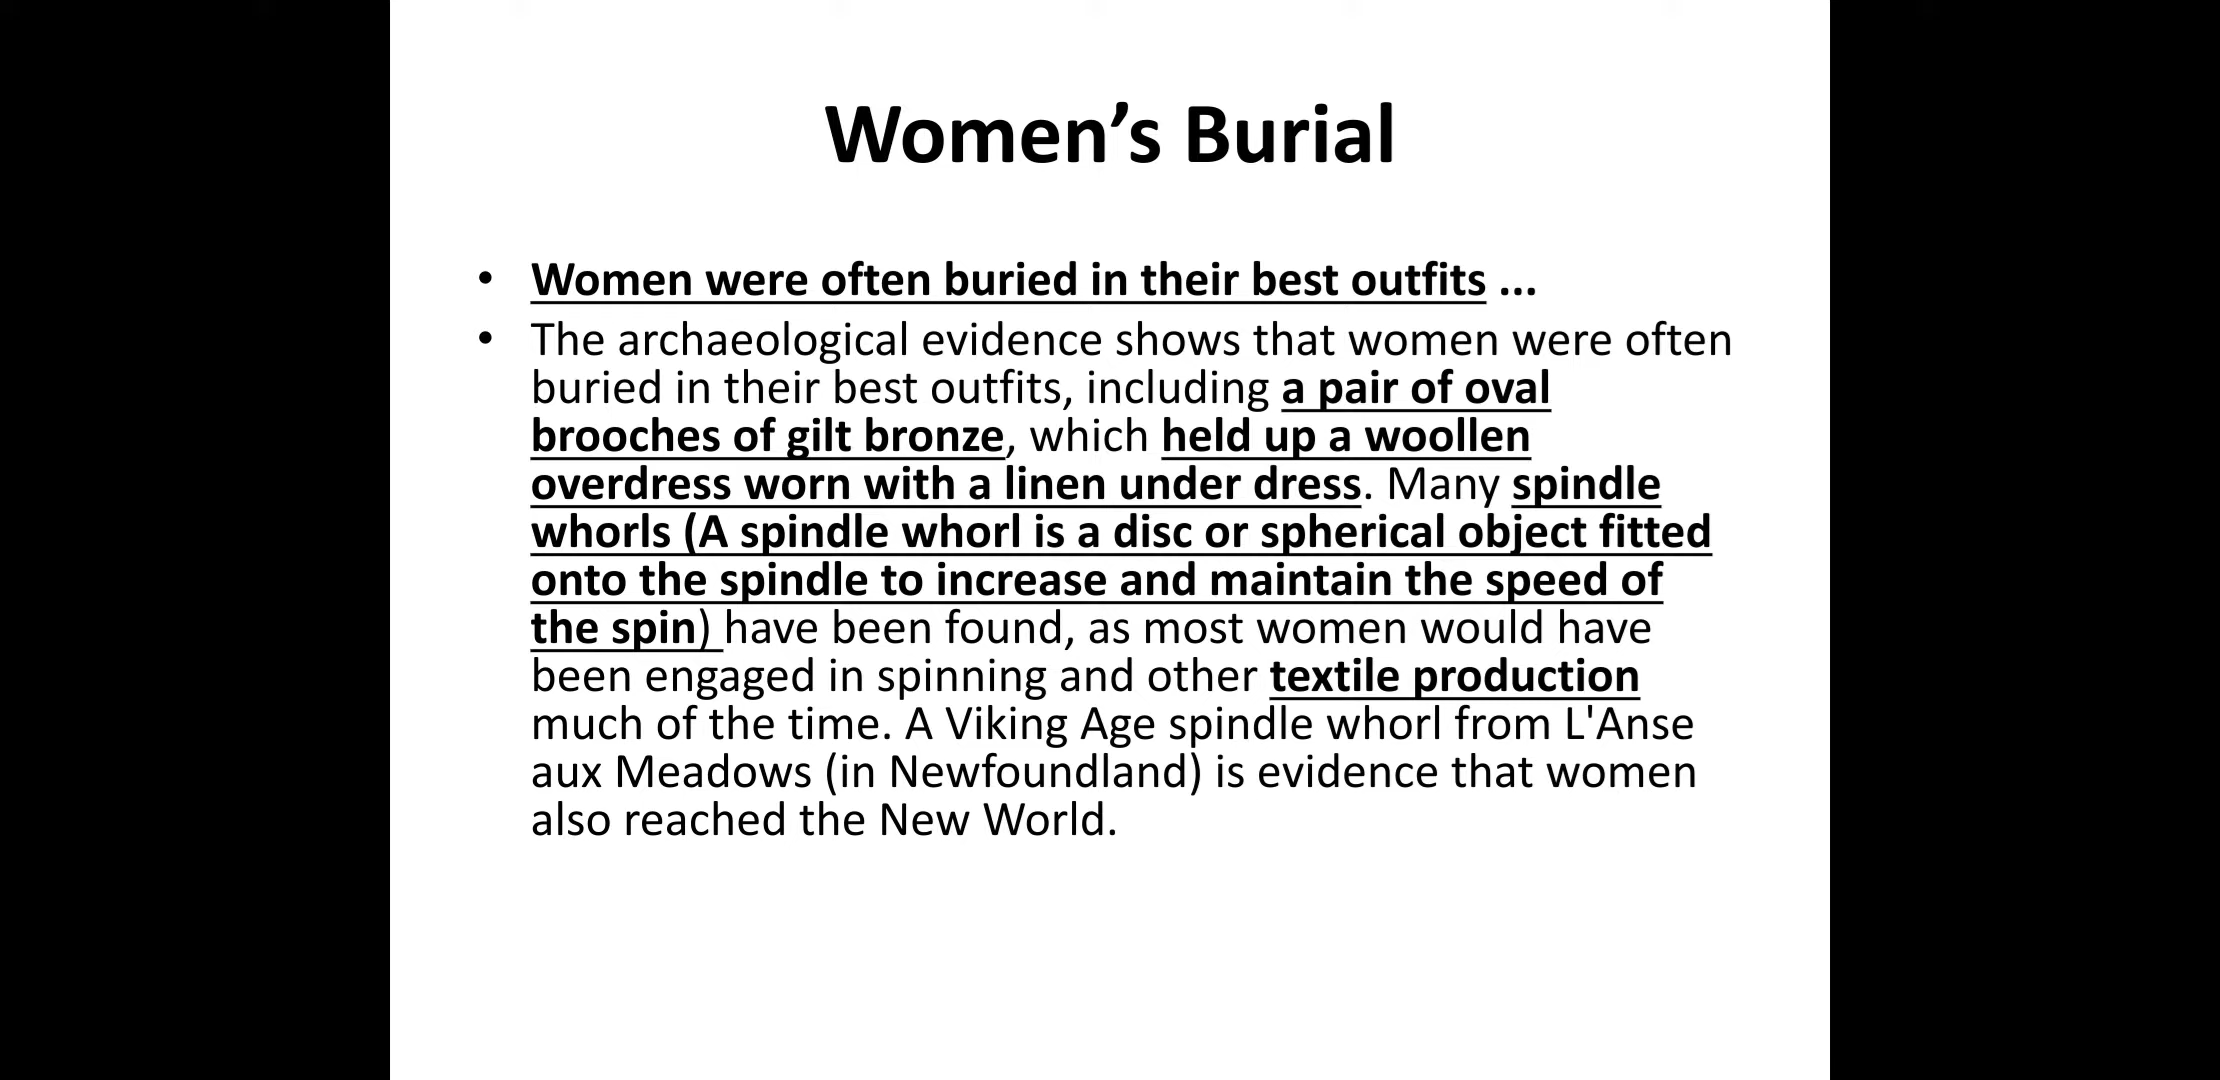 Women’s Burial
• Women were often buried in their best outfits ...
• The archaeological evidence shows that women were often
buried in their best outfits, including a pair of oval
brooches of gilt bronze, which held up a woollen
overdress worn with a linen under dress. Many spindle
whorls (A spindle whorl is a disc or spherical object fitted
onto the spindle to increase and maintain the speed of
the spin) have been found, as most women would have
been engaged in spinning and other textile production
much of the time. A Viking Age spindle whorl from L'Anse
aux Meadows (in Newfoundland) is evidence that women
also reached the New World.